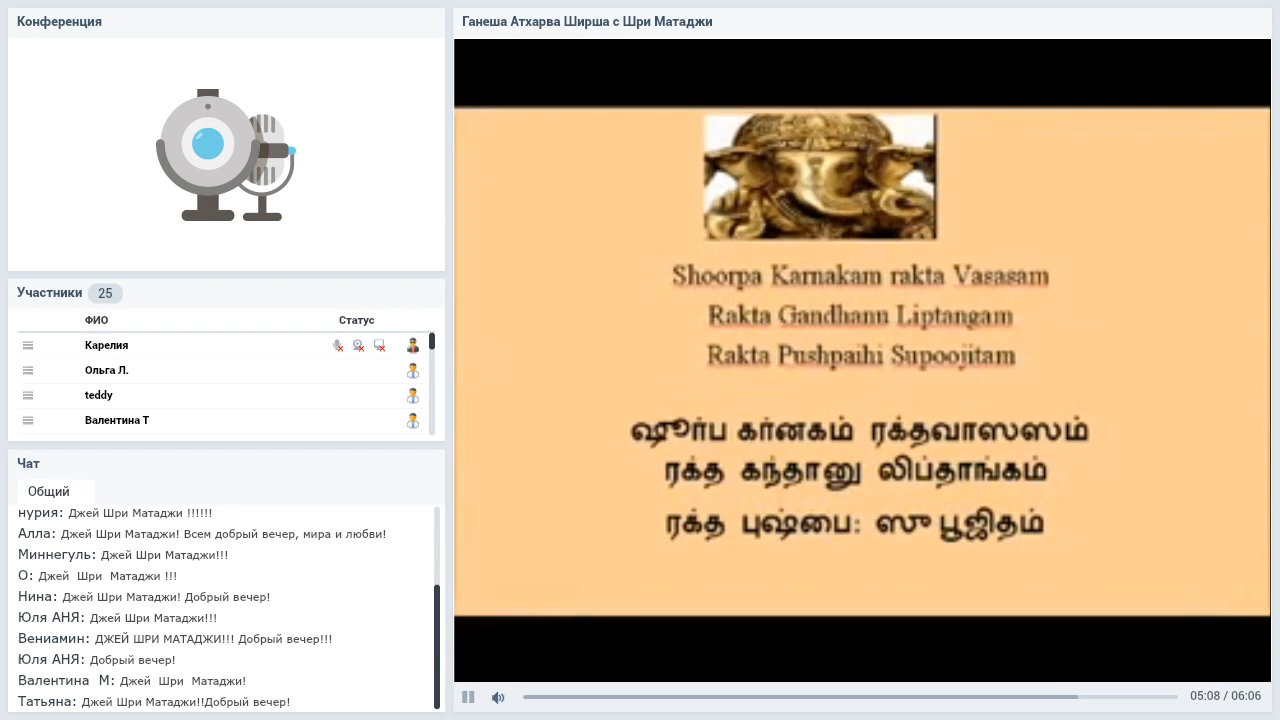 Конференция
Участники 25
ФИО Статус
Карелия
Ольга Л.
teddy
Валентина Т
Чат
Общий
нурия: Джей Шри Матаджи !!!!!!
Алла: Джей Шри Матаджи! Всем добрый вечер, мира и любви!
Миннегуль: Джей Шри Матаджи!!!
О: Джей Шри Матаджи !!!
Нина: Джей Шри Матаджи! Добрый вечер!
Юля АНЯ: Джей Шри Матаджи!!!
Вениамин: ДЖЕЙ ШРИ МАТАДЖИ!!! Добрый вечер!!!
Юля АНЯ: Добрый вечер!
Валентина М: Джей Шри Матаджи!
Татьяна: Джей Шри Матаджи!!Добрый вечер!
Ганеша Атхарва Ширша с Шри Матаджи
Shoorpa Karnakam rakta Vasasam
Rakta Gandhanu Liptangam
Rakta Pushpaihi Supoojitam
ஷூர்ப கர்னகம் ரக்தவாஸஸம்
ரக்த கந்தானு லிப்தாங்கம்
ரக்த புஷ்பை: ஸு பூஜிதம்
05:08 / 06:06